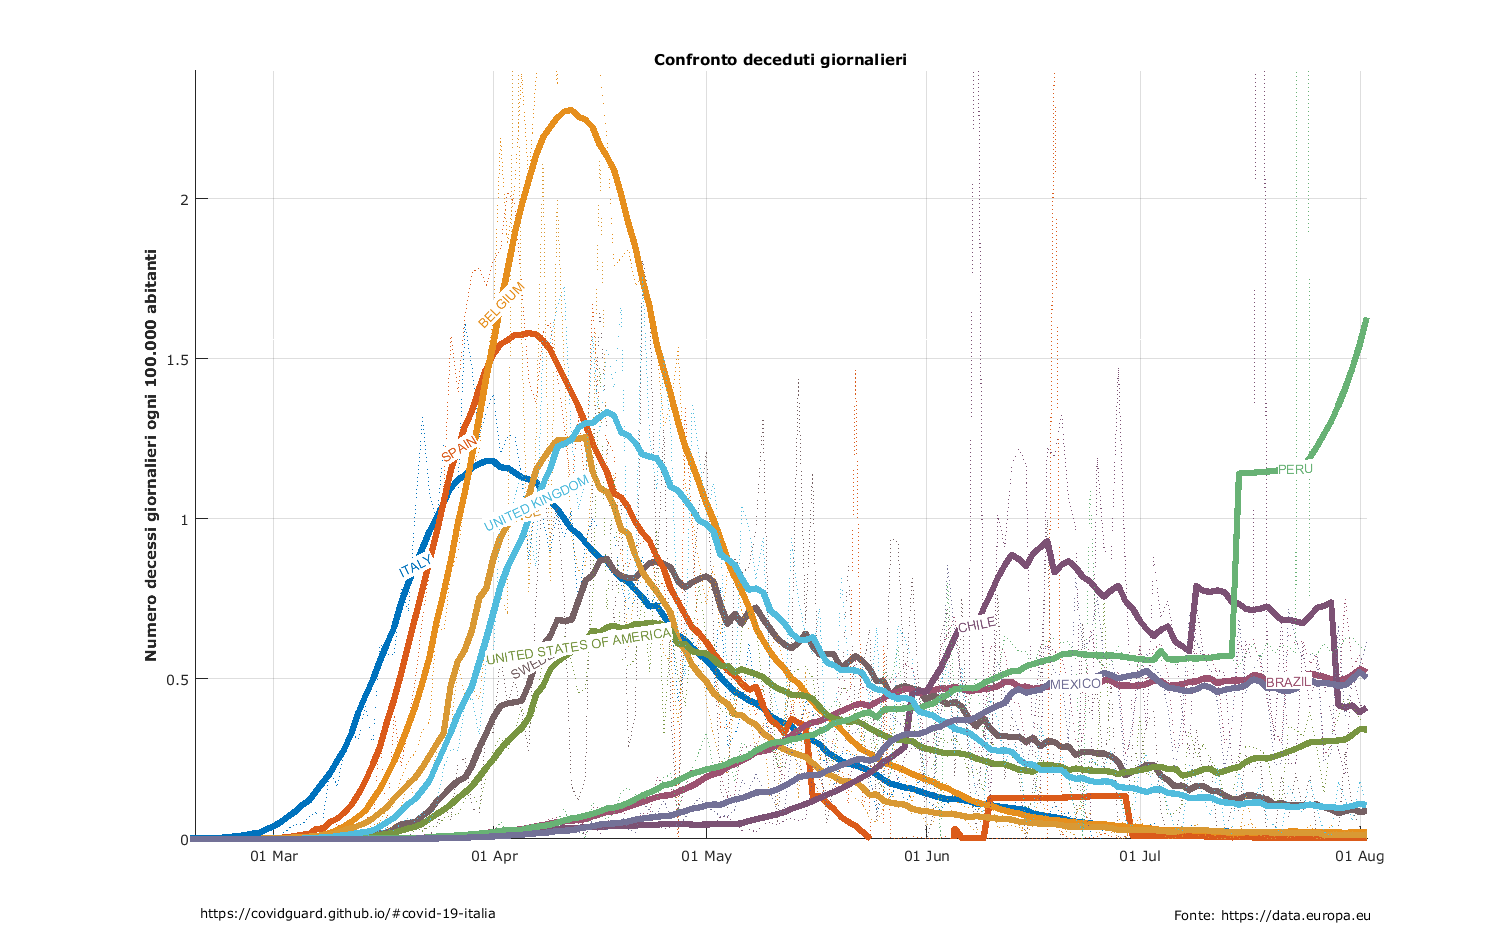 Confronto deceduti giornalieri
Numero decessi giornalieri ogni 100.000 abitanti
2
1.5
1
0.5
0
BELGIUM
SPAIN
ITALY
UNITED KINGDOM
UNITED STATES OF AMERICA
CHILE
PERU
MEXICO
BRAZIL
01 Mar
01 Apr
01 May
01 Jun
01 Jul
01 Aug
https://covidguard.github.io/#covid-19-italia
Fonte: https://data.europa.eu